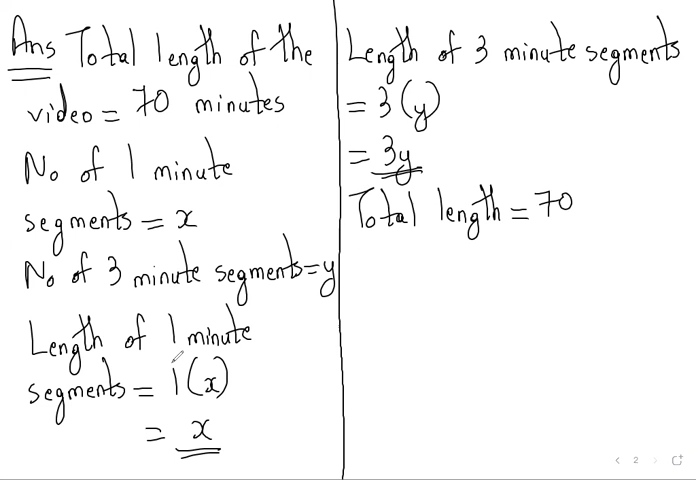 Ans Total length of the
video = 70 minutes
No of 1 minute
segments = x
No of 3 minute segments = y
Length of 1 minute
segments = 1(x)
= x
Length of 3 minute segments
= 3(y)
= 3y
Total length = 70
2